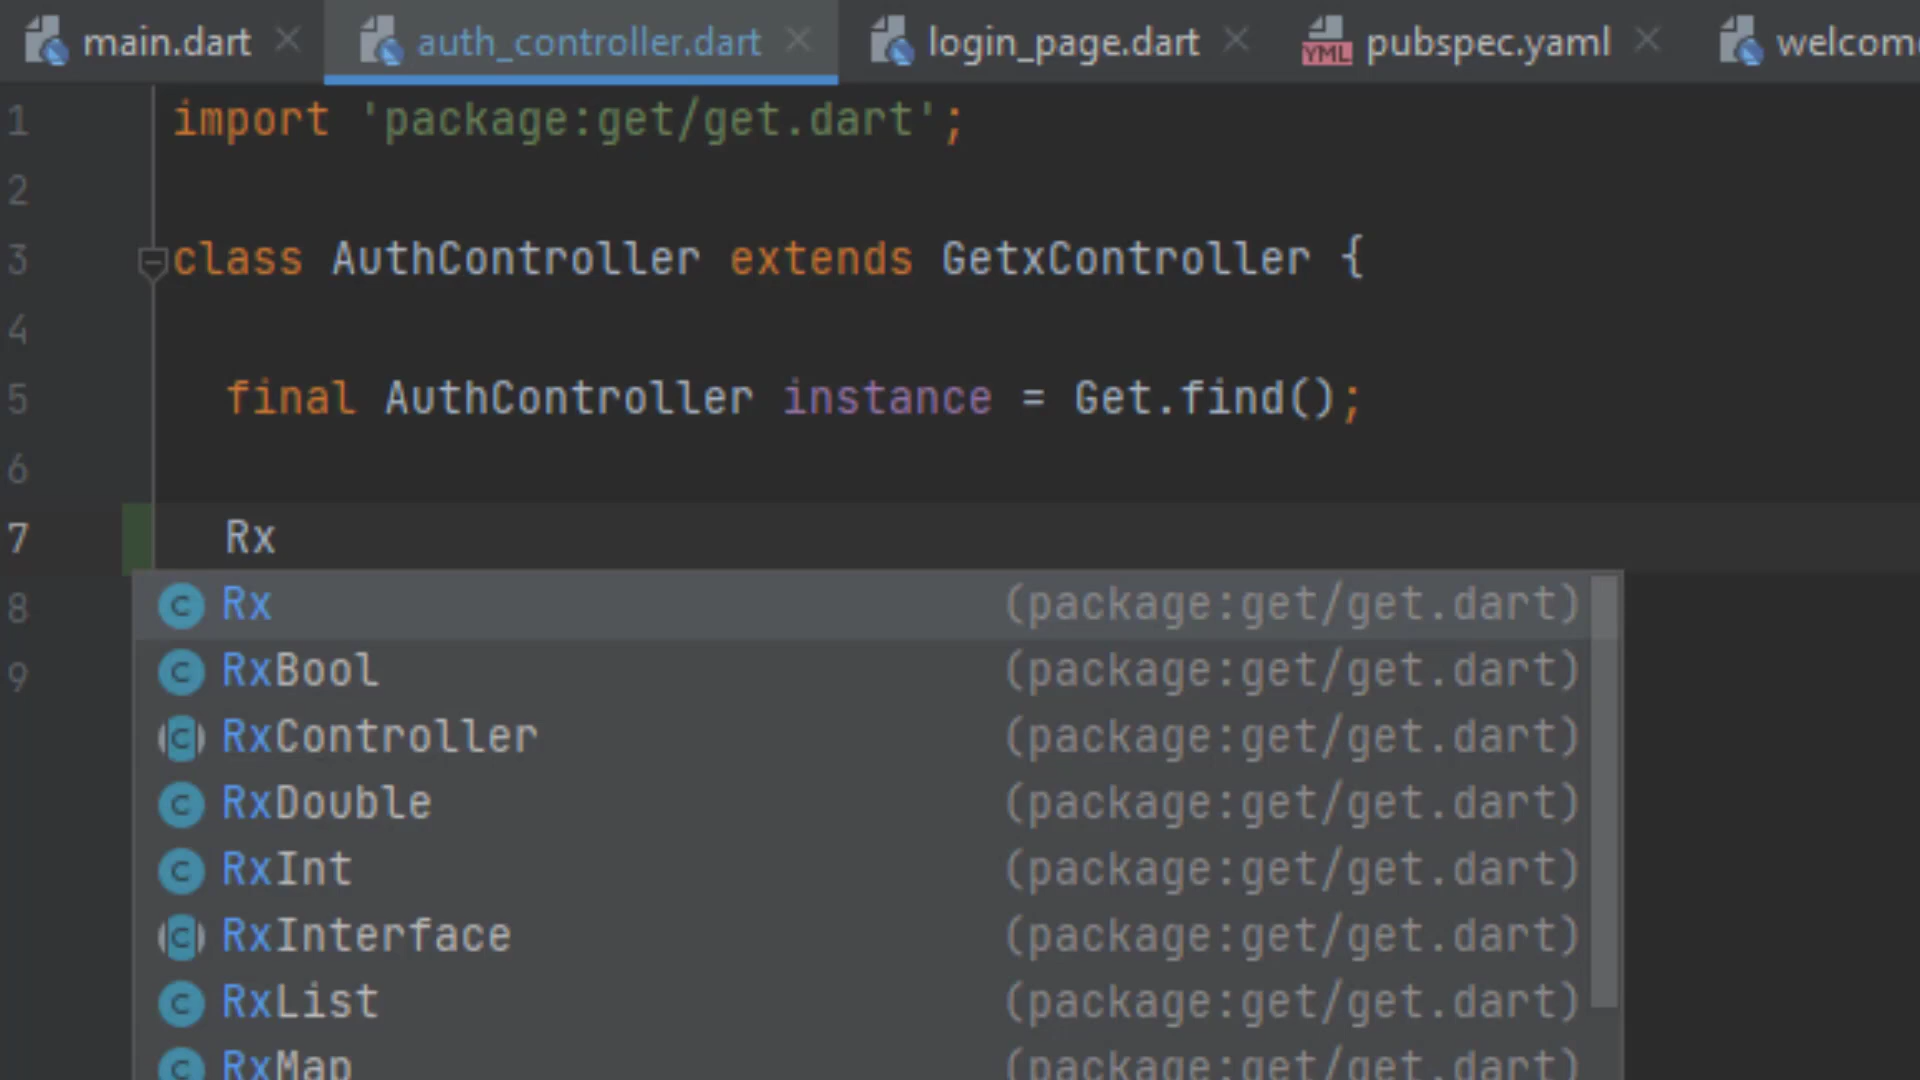 main.dart auth_controller.dart login_page.dart YML pubspec.yaml welcom
1 import 'package:get/get.dart';
2
3 class AuthController extends GetxController {
4
5 final AuthController instance = Get.find();
6
7 Rx
8 C Rx (package:get/get.dart)
C RxBool (package:get/get.dart)
9
C RxController (package:get/get.dart)
C RxDouble (package:get/get.dart)
C RxInt (package:get/get.dart)
C RxInterface (package:get/get.dart)
C RxList (package:get/get.dart)
C RxMap (package:get/get.dart)